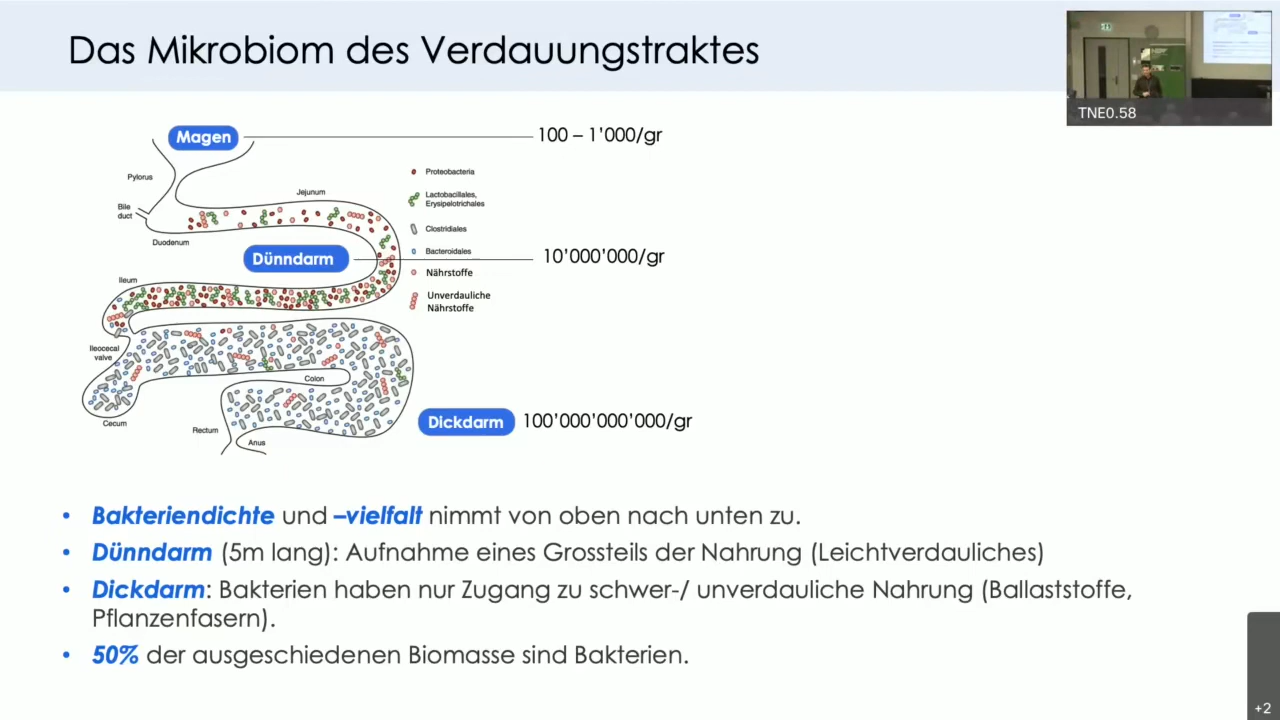 Das Mikrobiom des Verdauungstraktes
TNE0.58
Magen
100 – 1'000/gr
Pylorus
Bile
duct
Duodenum
Jejunum
Proteobacteria
Lactobacillales,
Erysipelotrichales
Clostridiales
Bacteroidales
Nährstoffe
Unverdauliche
Nährstoffe
Dünndarm
10'000'000/gr
Ileum
Ileocecal
valve
Colon
Cecum
Rectum
Anus
Dickdarm
100'000'000'000/gr
• Bakteriendichte und –vielfalt nimmt von oben nach unten zu.
• Dünndarm (5m lang): Aufnahme eines Grossteils der Nahrung (Leichtverdauliches)
• Dickdarm: Bakterien haben nur Zugang zu schwer-/ unverdauliche Nahrung (Ballaststoffe,
Pflanzenfasern).
• 50% der ausgeschiedenen Biomasse sind Bakterien.
+2